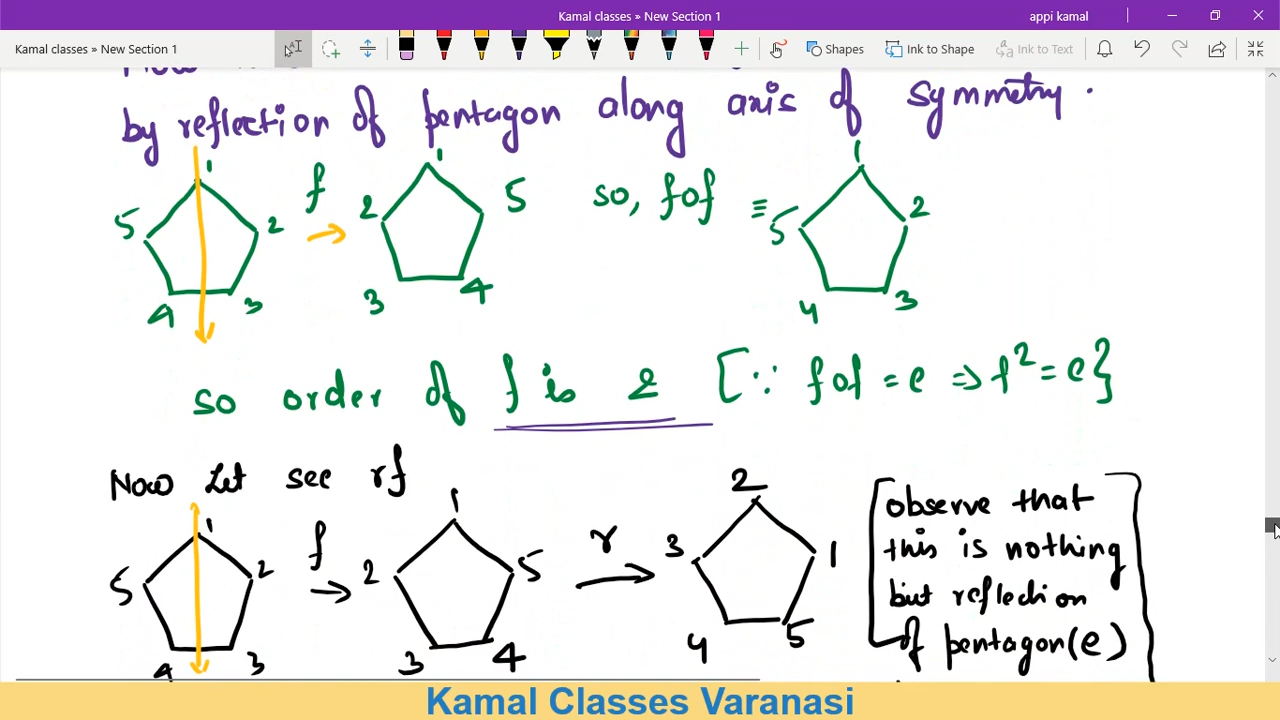 Kamal classes » New Section 1
appi kamal
Kamal classes » New Section 1
Shapes
Ink to Shape
Ink to Text
by reflection of pentagon along axis of symmetry.
1 5 2 4 3
f →
1 2 5 3 4
so, fof ≡
1 5 2 4 3
so order of f is 2 [∵ fof = e ⇒ f² = e}
Now Let see rf
1 5 2 4 3
f →
1 2 5 3 4
r →
2 3 1 4 5
observe that
this is nothing
but reflection
of pentagon (e)
Kamal Classes Varanasi